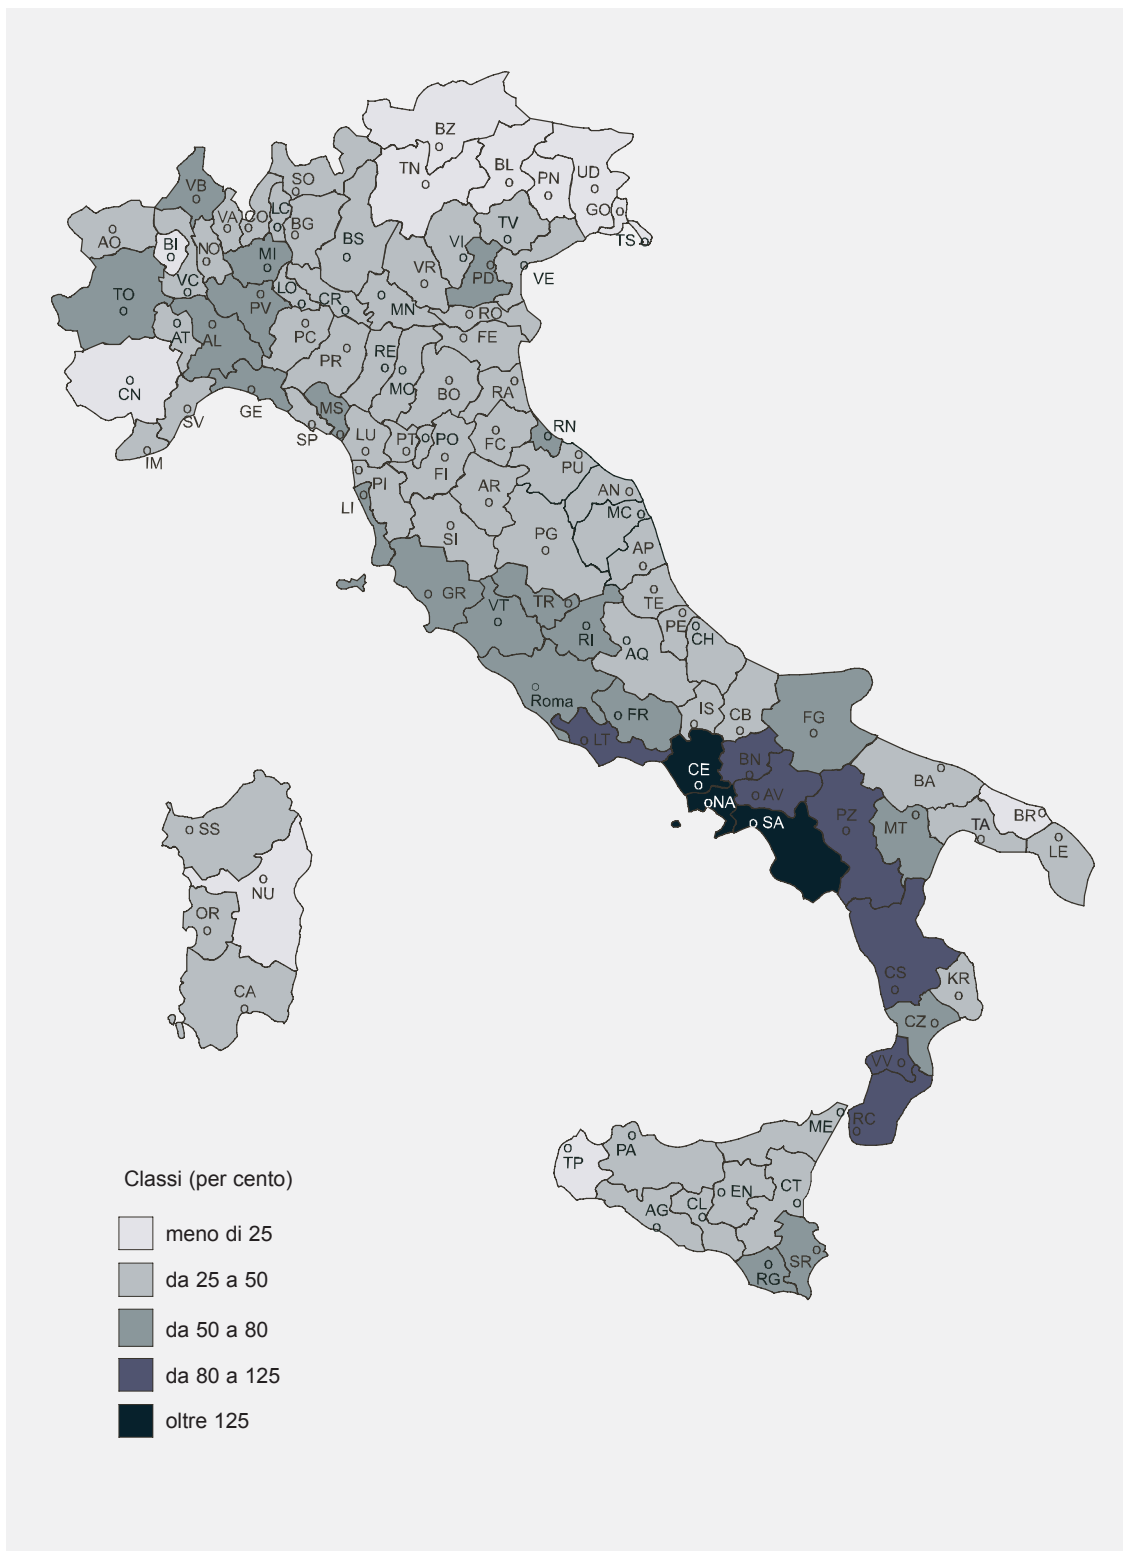 BZ
TN
BL
PN
UD
GO
TS
VB
SO
VA
CO
LC
BG
BS
TV
VI
VR
PD
VE
AO
BI
NO
MI
TO
VC
PV
LO
CR
MN
RO
AT
AL
PC
PR
RE
MO
FE
CN
GE
SV
IM
SP
MS
BO
RA
RN
LU
PT
PO
FC
PU
FI
LI
PI
AR
AN
MC
SI
PG
AP
GR
VT
TR
TE
RI
PE
CH
AQ
Roma
FR
IS
CB
FG
LT
CE
BN
NA
AV
SA
PZ
MT
BA
BR
TA
LE
SS
NU
OR
CA
CS
KR
CZ
VV
RC
ME
TP
PA
AG
CL
EN
CT
SR
RG
Classi (per cento)
meno di 25
da 25 a 50
da 50 a 80
da 80 a 125
oltre 125